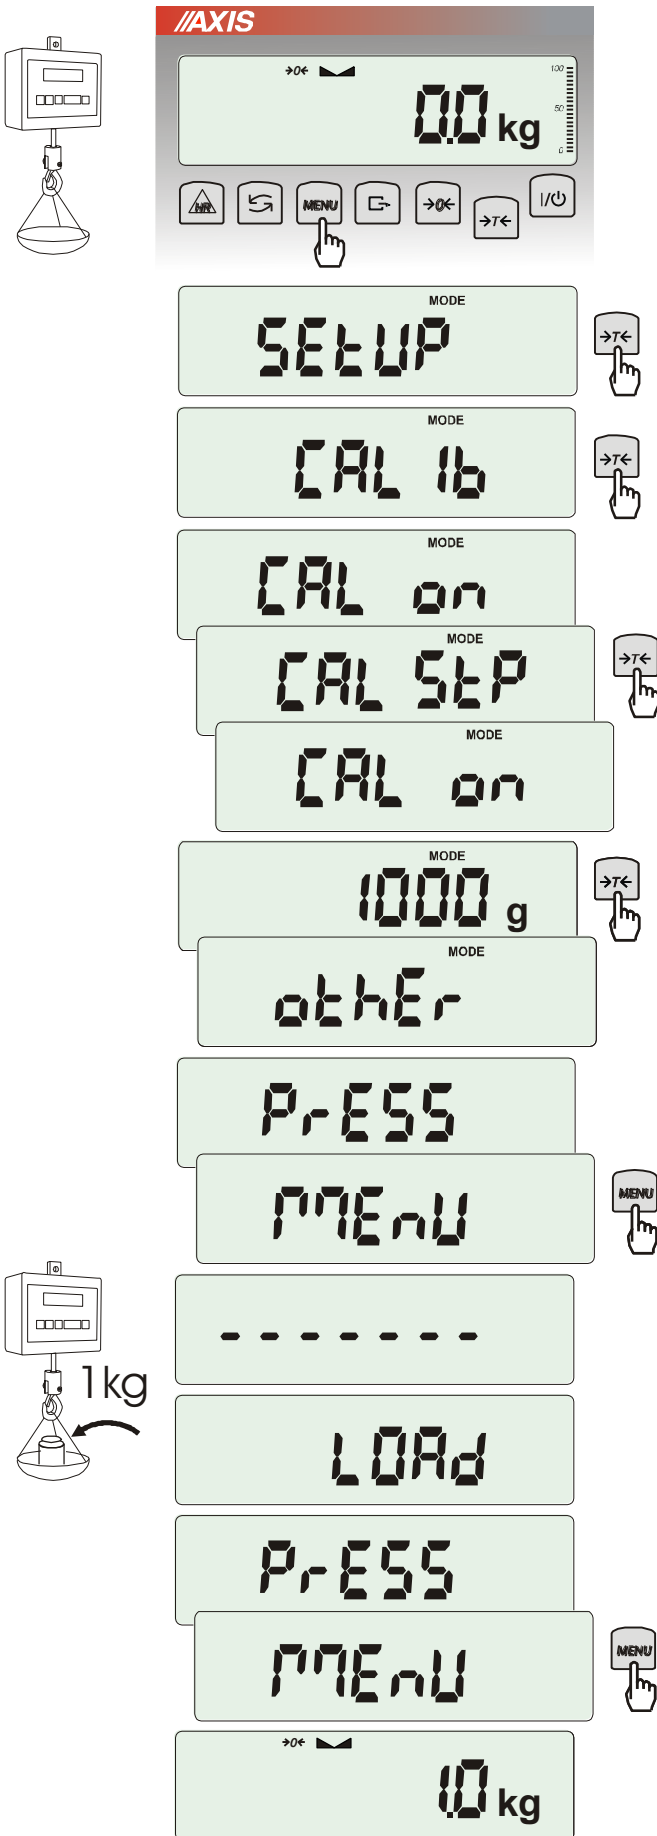 //AXIS
→0←
100
50
0
0.0 kg
HR MENU →0← →T← I/⏻
MODE
SEtUP
→T←
MODE
CAL Ib
→T←
MODE
CAL on
MODE
CAL StP
→T←
MODE
CAL on
MODE
1000 g
→T←
MODE
othEr
PrESS
MEnU
MENU
- - - - - - -
1kg
LOAd
PrESS
MEnU
MENU
→0←
1.0 kg